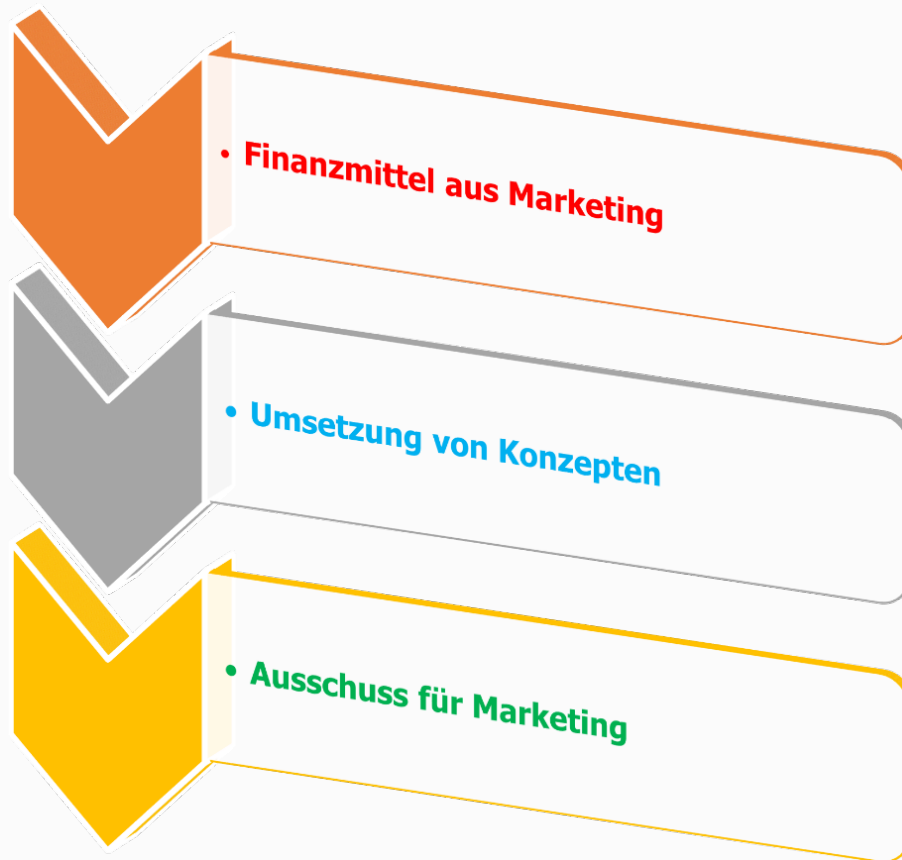 • Finanzmittel aus Marketing
• Umsetzung von Konzepten
• Ausschuss für Marketing